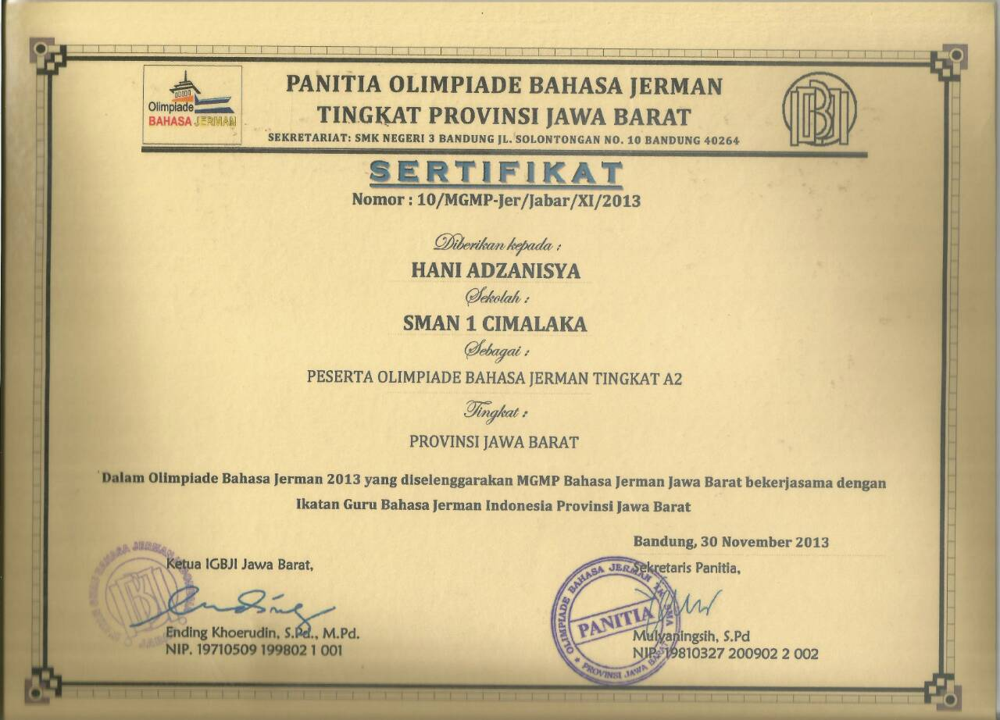 Olimpiade
BAHASA JERMAN
PANITIA OLIMPIADE BAHASA JERMAN
TINGKAT PROVINSI JAWA BARAT
SEKRETARIAT: SMK NEGERI 3 BANDUNG JL. SOLONTONGAN NO. 10 BANDUNG 40264
SERTIFIKAT
Nomor : 10/MGMP-Jer/Jabar/XI/2013
Diberikan kepada :
HANI ADZANISYA
Sekolah :
SMAN 1 CIMALAKA
Sebagai :
PESERTA OLIMPIADE BAHASA JERMAN TINGKAT A2
Tingkat :
PROVINSI JAWA BARAT
Dalam Olimpiade Bahasa Jerman 2013 yang diselenggarakan MGMP Bahasa Jerman Jawa Barat bekerjasama dengan
Ikatan Guru Bahasa Jerman Indonesia Provinsi Jawa Barat
Bandung, 30 November 2013
Ketua IGBJI Jawa Barat,
Ending Khoerudin, S.Pd., M.Pd.
NIP. 19710509 199802 1 001
Sekretaris Panitia,
OLIMPIADE BAHASA JERMAN
PANITIA
PROVINSI JAWA BARAT
Mulyaningsih, S.Pd
NIP. 19810327 200902 2 002